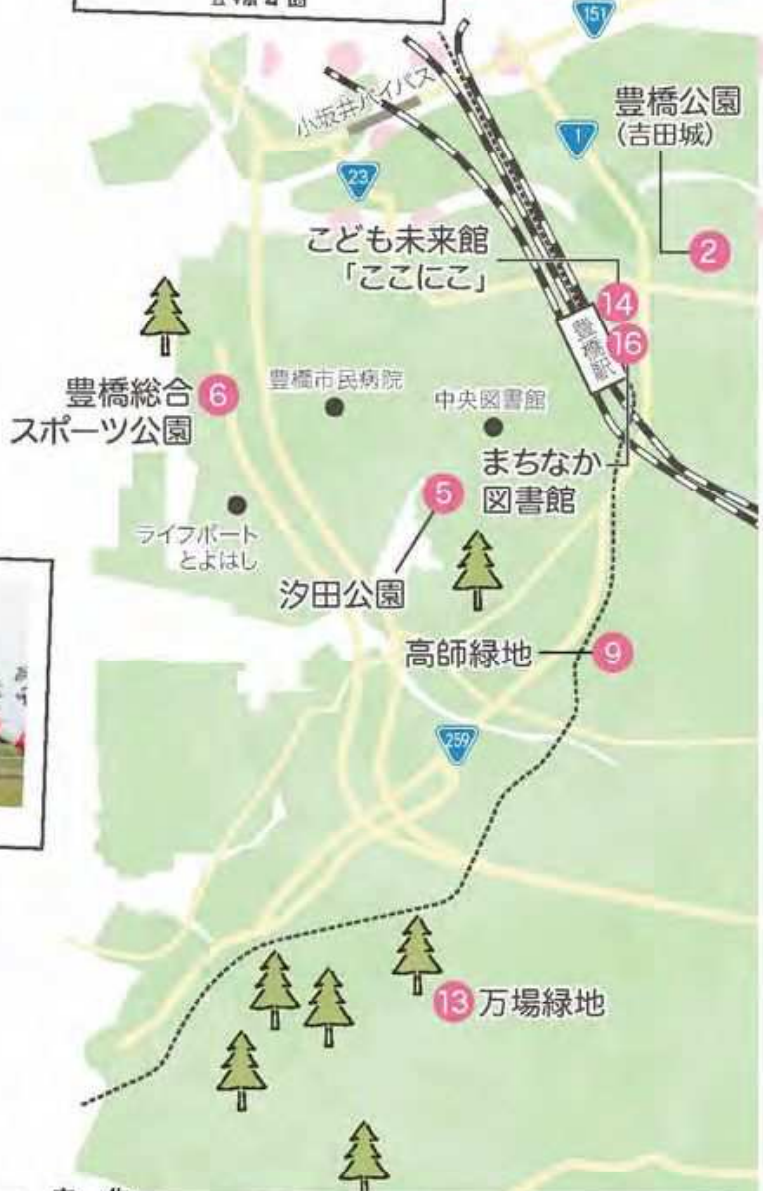 151
豊橋公園
(吉田城)
小坂井バイパス
1
23
2
こども未来館
「ここにこ」
14
豊橋駅
16
豊橋総合
スポーツ公園
6
豊橋市民病院
中央図書館
まちなか
図書館
5
ライフポート
とよはし
汐田公園
高師緑地
9
259
13
万場緑地